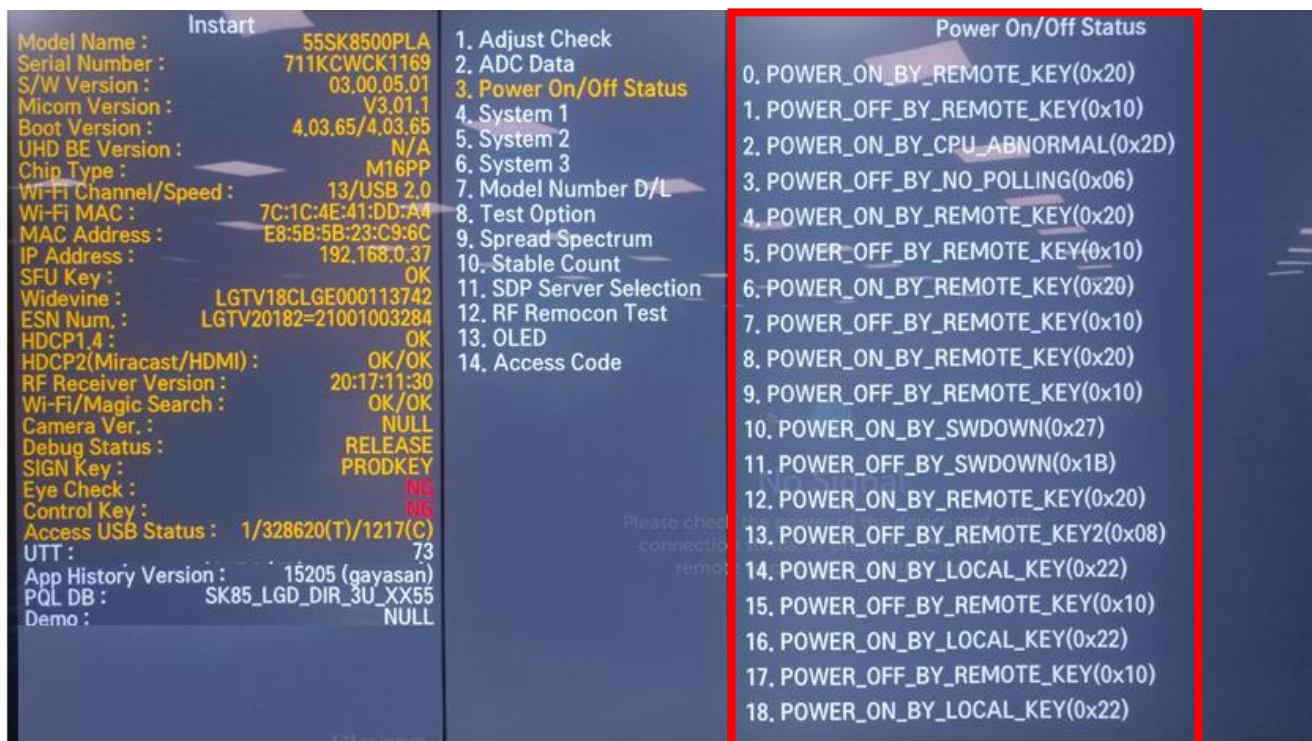 Instart
Model Name : 55SK8500PLA
Serial Number : 711KCWCK1169
S/W Version : 03.00.05.01
Micom Version : V3.01.1
Boot Version : 4.03.65/4.03.65
UHD BE Version : N/A
Chip Type : M16PP
Wi-Fi Channel/Speed : 13/USB 2.0
Wi-Fi MAC : 7C:1C:4E:41:DD:A4
MAC Address : E8:5B:5B:23:C9:6C
IP Address : 192.168.0.37
SFU Key : OK
Widevine : LGTV18CLGE000113742
ESN Num. : LGTV20182=21001003284
HDCP1.4 : OK
HDCP2(Miracast/HDMI) : OK/OK
RF Receiver Version : 20:17:11:30
Wi-Fi/Magic Search : OK/OK
Camera Ver. : NULL
Debug Status : RELEASE
SIGN Key : PRODKEY
Eye Check : NG
Control Key : NG
Access USB Status : 1/328620(T)/1217(C)
UTT : 73
App History Version : 15205 (gayasan)
PQL DB : SK85_LGD_DIR_3U_XX55
Demo : NULL
1. Adjust Check
2. ADC Data
3. Power On/Off Status
4. System 1
5. System 2
6. System 3
7. Model Number D/L
8. Test Option
9. Spread Spectrum
10. Stable Count
11. SDP Server Selection
12. RF Remocon Test
13. OLED
14. Access Code
Power On/Off Status
0. POWER_ON_BY_REMOTE_KEY(0x20)
1. POWER_OFF_BY_REMOTE_KEY(0x10)
2. POWER_ON_BY_CPU_ABNORMAL(0x2D)
3. POWER_OFF_BY_NO_POLLING(0x06)
4. POWER_ON_BY_REMOTE_KEY(0x20)
5. POWER_OFF_BY_REMOTE_KEY(0x10)
6. POWER_ON_BY_REMOTE_KEY(0x20)
7. POWER_OFF_BY_REMOTE_KEY(0x10)
8. POWER_ON_BY_REMOTE_KEY(0x20)
9. POWER_OFF_BY_REMOTE_KEY(0x10)
10. POWER_ON_BY_SWDOWN(0x27)
11. POWER_OFF_BY_SWDOWN(0x1B)
12. POWER_ON_BY_REMOTE_KEY(0x20)
13. POWER_OFF_BY_REMOTE_KEY2(0x08)
14. POWER_ON_BY_LOCAL_KEY(0x22)
15. POWER_OFF_BY_REMOTE_KEY(0x10)
16. POWER_ON_BY_LOCAL_KEY(0x22)
17. POWER_OFF_BY_REMOTE_KEY(0x10)
18. POWER_ON_BY_LOCAL_KEY(0x22)
No Signal
Please check the
connection
remote